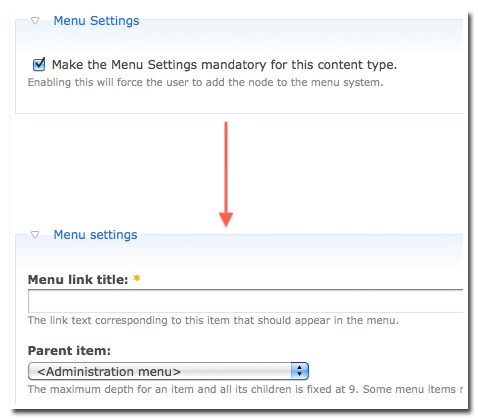 Menu Settings
Make the Menu Settings mandatory for this content type.
Enabling this will force the user to add the node to the menu system.
Menu settings
Menu link title: *
The link text corresponding to this item that should appear in the menu.
Parent item:
<Administration menu>
The maximum depth for an item and all its children is fixed at 9. Some menu items